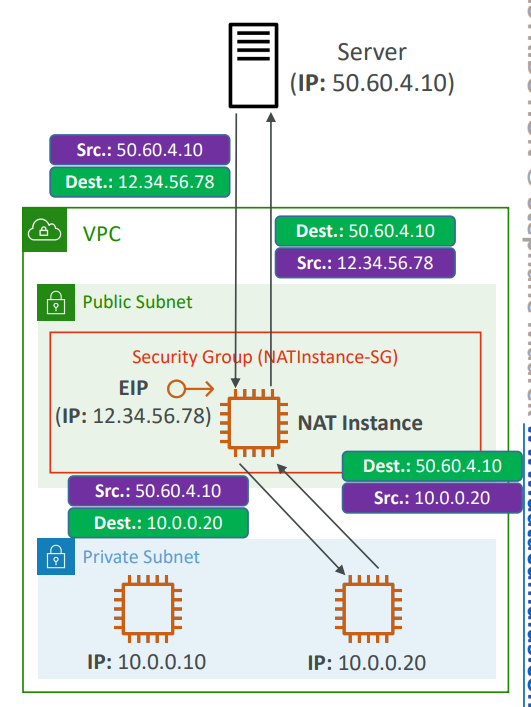 Server
(IP: 50.60.4.10)
Src.: 50.60.4.10
Dest.: 12.34.56.78
VPC
Dest.: 50.60.4.10
Src.: 12.34.56.78
Public Subnet
Security Group (NATInstance-SG)
EIP
(IP: 12.34.56.78)
NAT Instance
Dest.: 50.60.4.10
Src.: 10.0.0.20
Src.: 50.60.4.10
Dest.: 10.0.0.20
Private Subnet
IP: 10.0.0.10
IP: 10.0.0.20